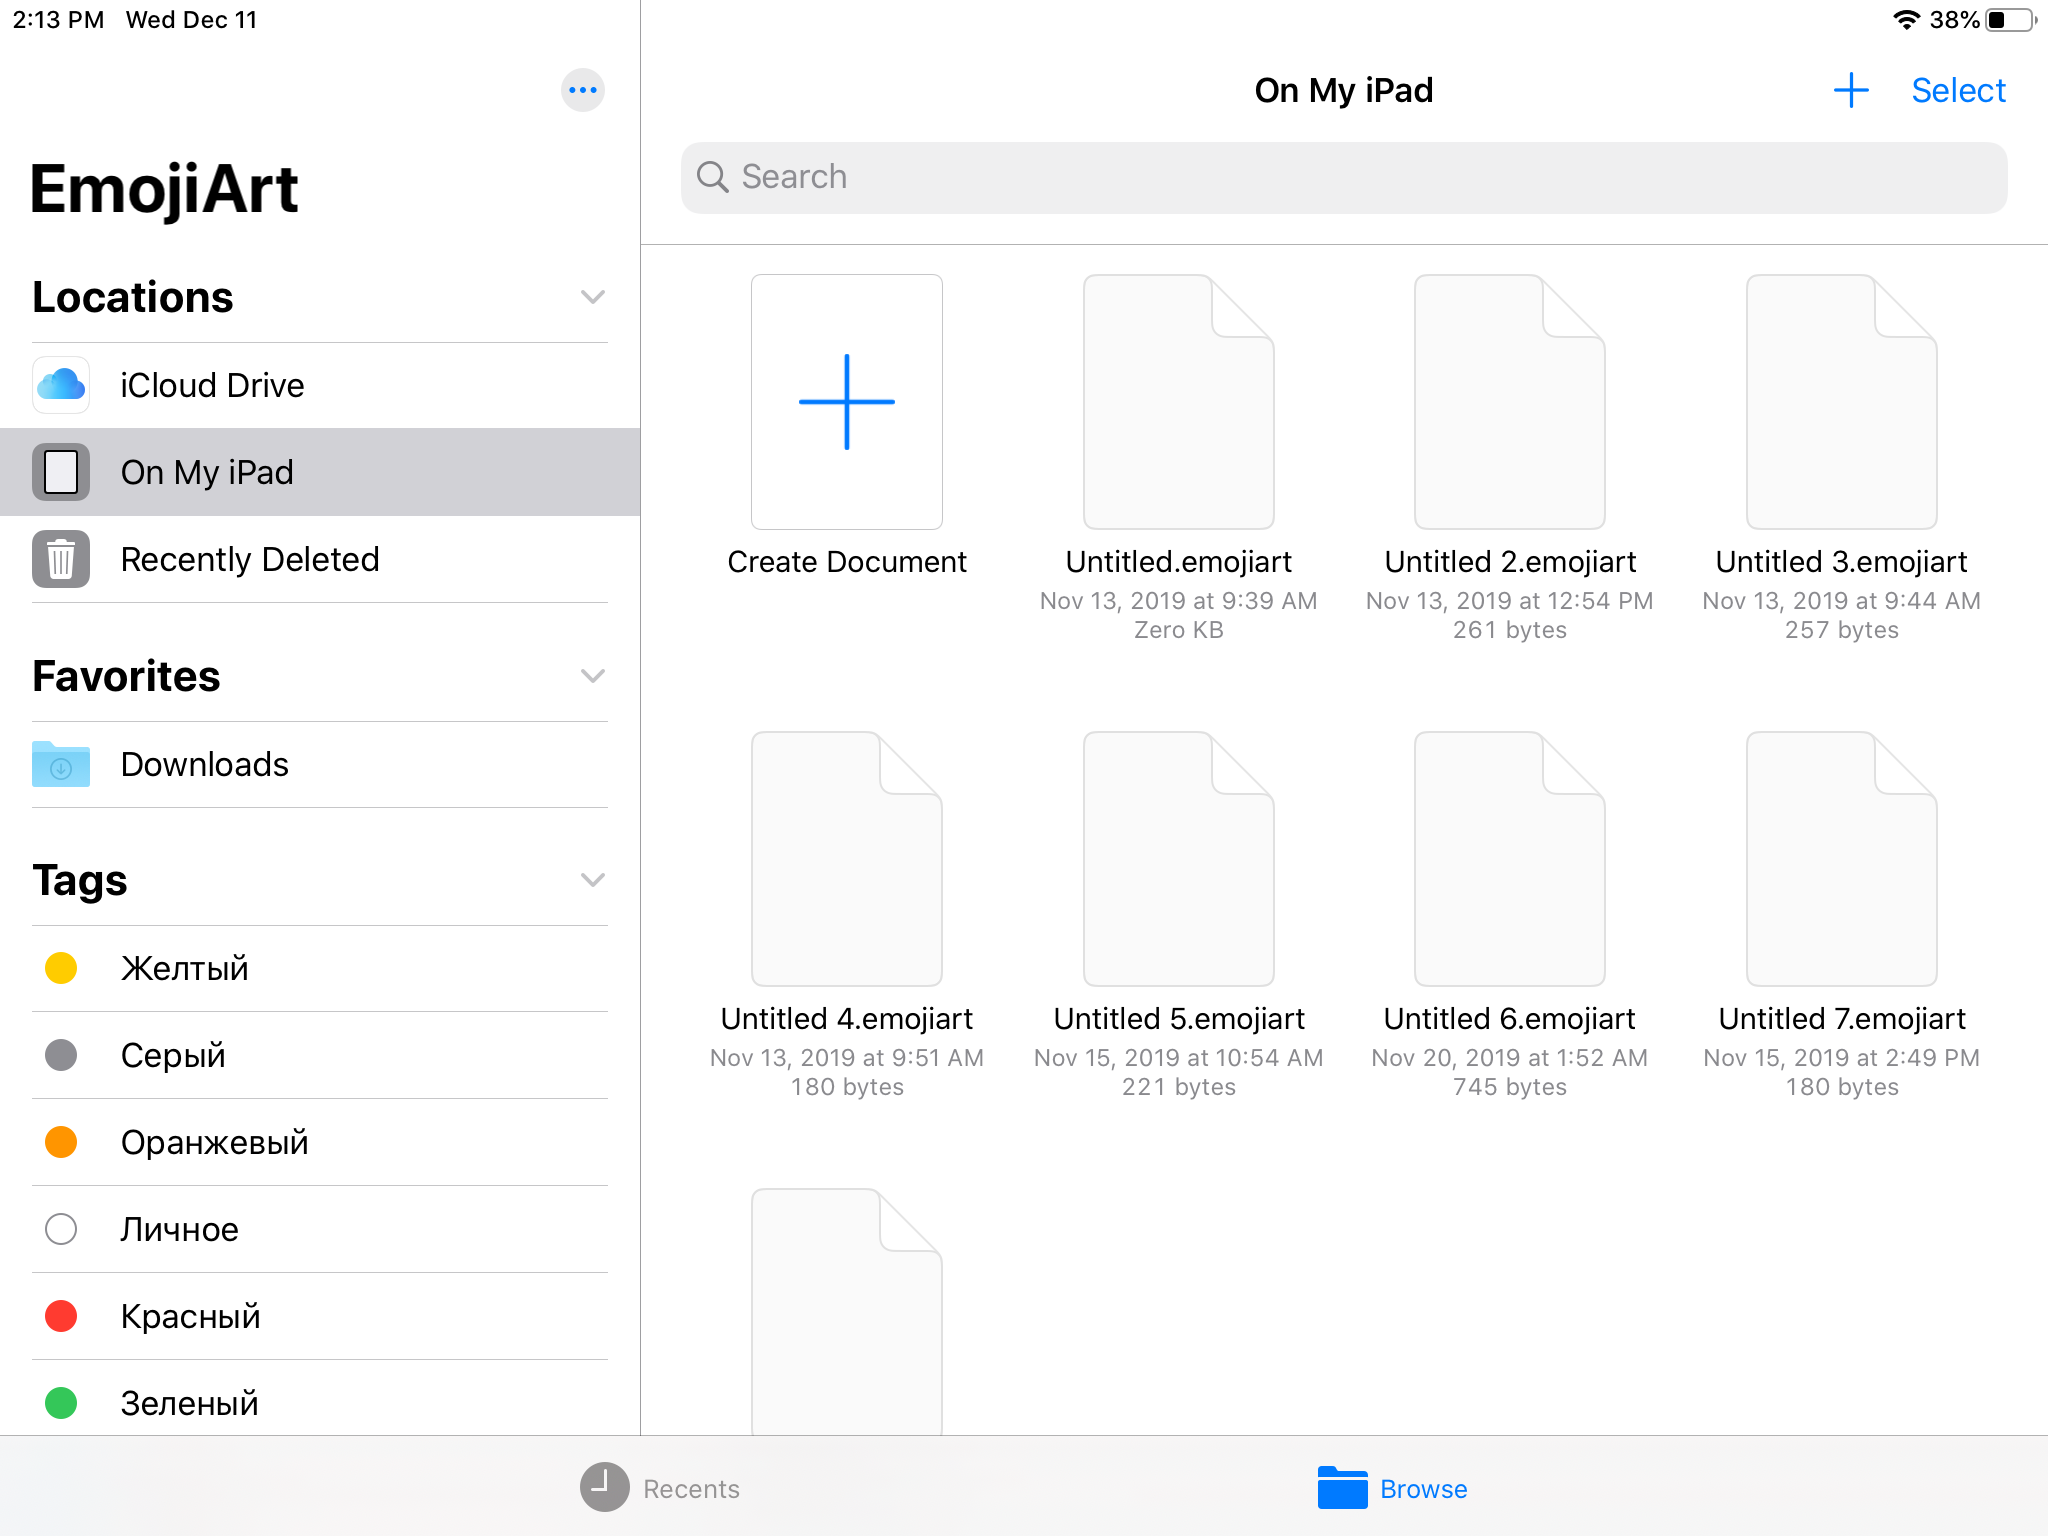 2:13 PM Wed Dec 11
38%
EmojiArt
Locations
iCloud Drive
On My iPad
Recently Deleted
Favorites
Downloads
Tags
Желтый
Серый
Оранжевый
Личное
Красный
Зеленый
On My iPad
Select
Search
Create Document
Untitled.emojiart
Nov 13, 2019 at 9:39 AM
Zero KB
Untitled 2.emojiart
Nov 13, 2019 at 12:54 PM
261 bytes
Untitled 3.emojiart
Nov 13, 2019 at 9:44 AM
257 bytes
Untitled 4.emojiart
Nov 13, 2019 at 9:51 AM
180 bytes
Untitled 5.emojiart
Nov 15, 2019 at 10:54 AM
221 bytes
Untitled 6.emojiart
Nov 20, 2019 at 1:52 AM
745 bytes
Untitled 7.emojiart
Nov 15, 2019 at 2:49 PM
180 bytes
Recents
Browse